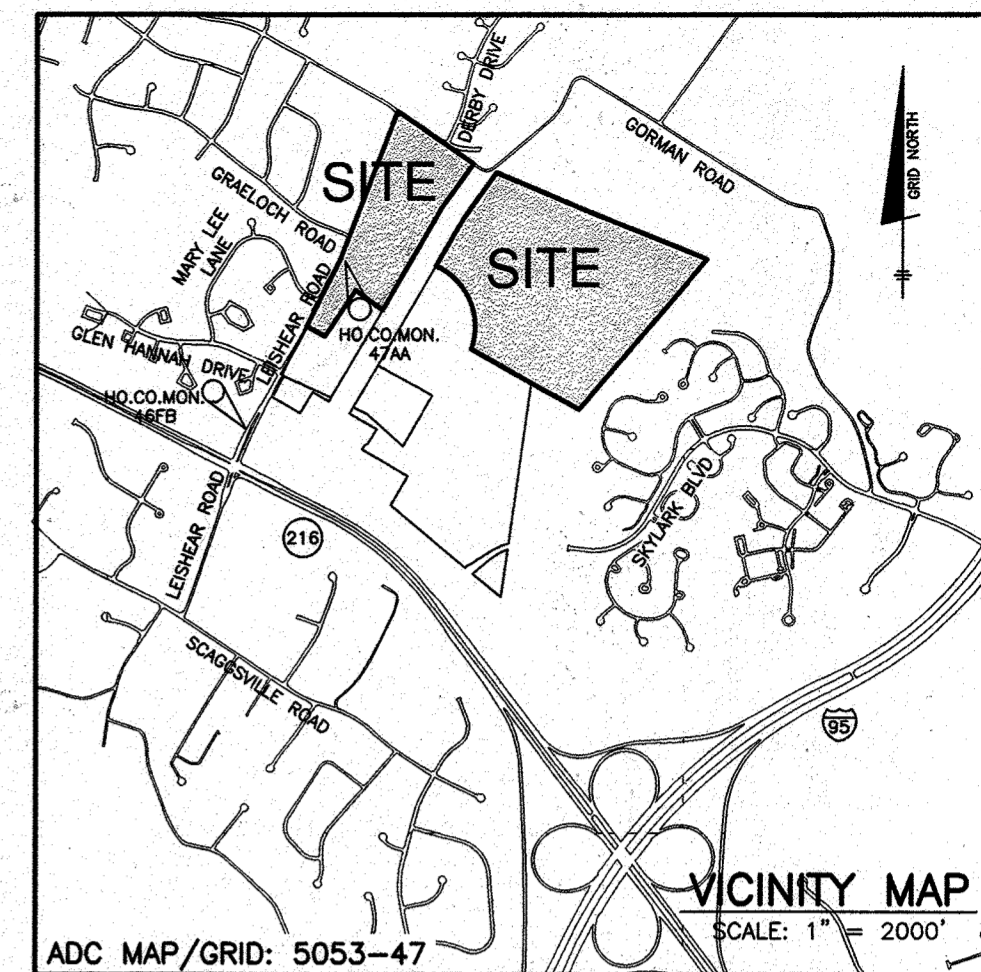 DERBY DRIVE
GORMAN ROAD
GRID NORTH
SITE
GRAELOCH ROAD
MARY LEE
LANE
SITE
LEISHEAR ROAD
HO.CO.MON.
47AA
GLEN HANNAH DRIVE
HO.CO.MON.
46FB
SKYLARK BLVD
LEISHEAR ROAD
216
SCAGGSVILLE ROAD
95
VICINITY MAP
SCALE: 1" = 2000'
ADC MAP/GRID: 5053-47